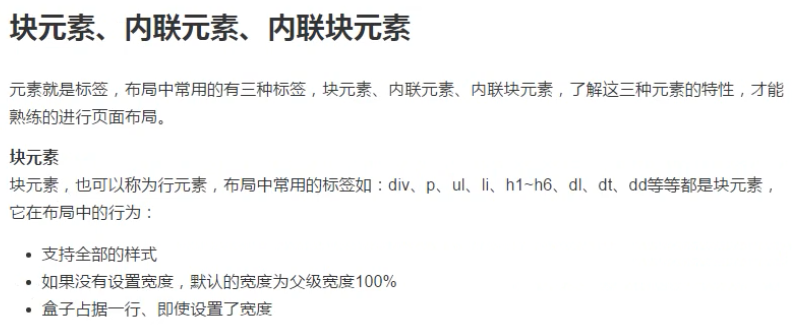 块元素、内联元素、内联块元素
元素就是标签，布局中常用的有三种标签，块元素、内联元素、内联块元素，了解这三种元素的特性，才能
熟练的进行页面布局。
块元素
块元素，也可以称为行元素，布局中常用的标签如：div、p、ul、li、h1~h6、dl、dt、dd等等都是块元素，
它在布局中的行为：
• 支持全部的样式
• 如果没有设置宽度，默认的宽度为父级宽度100%
• 盒子占据一行、即使设置了宽度